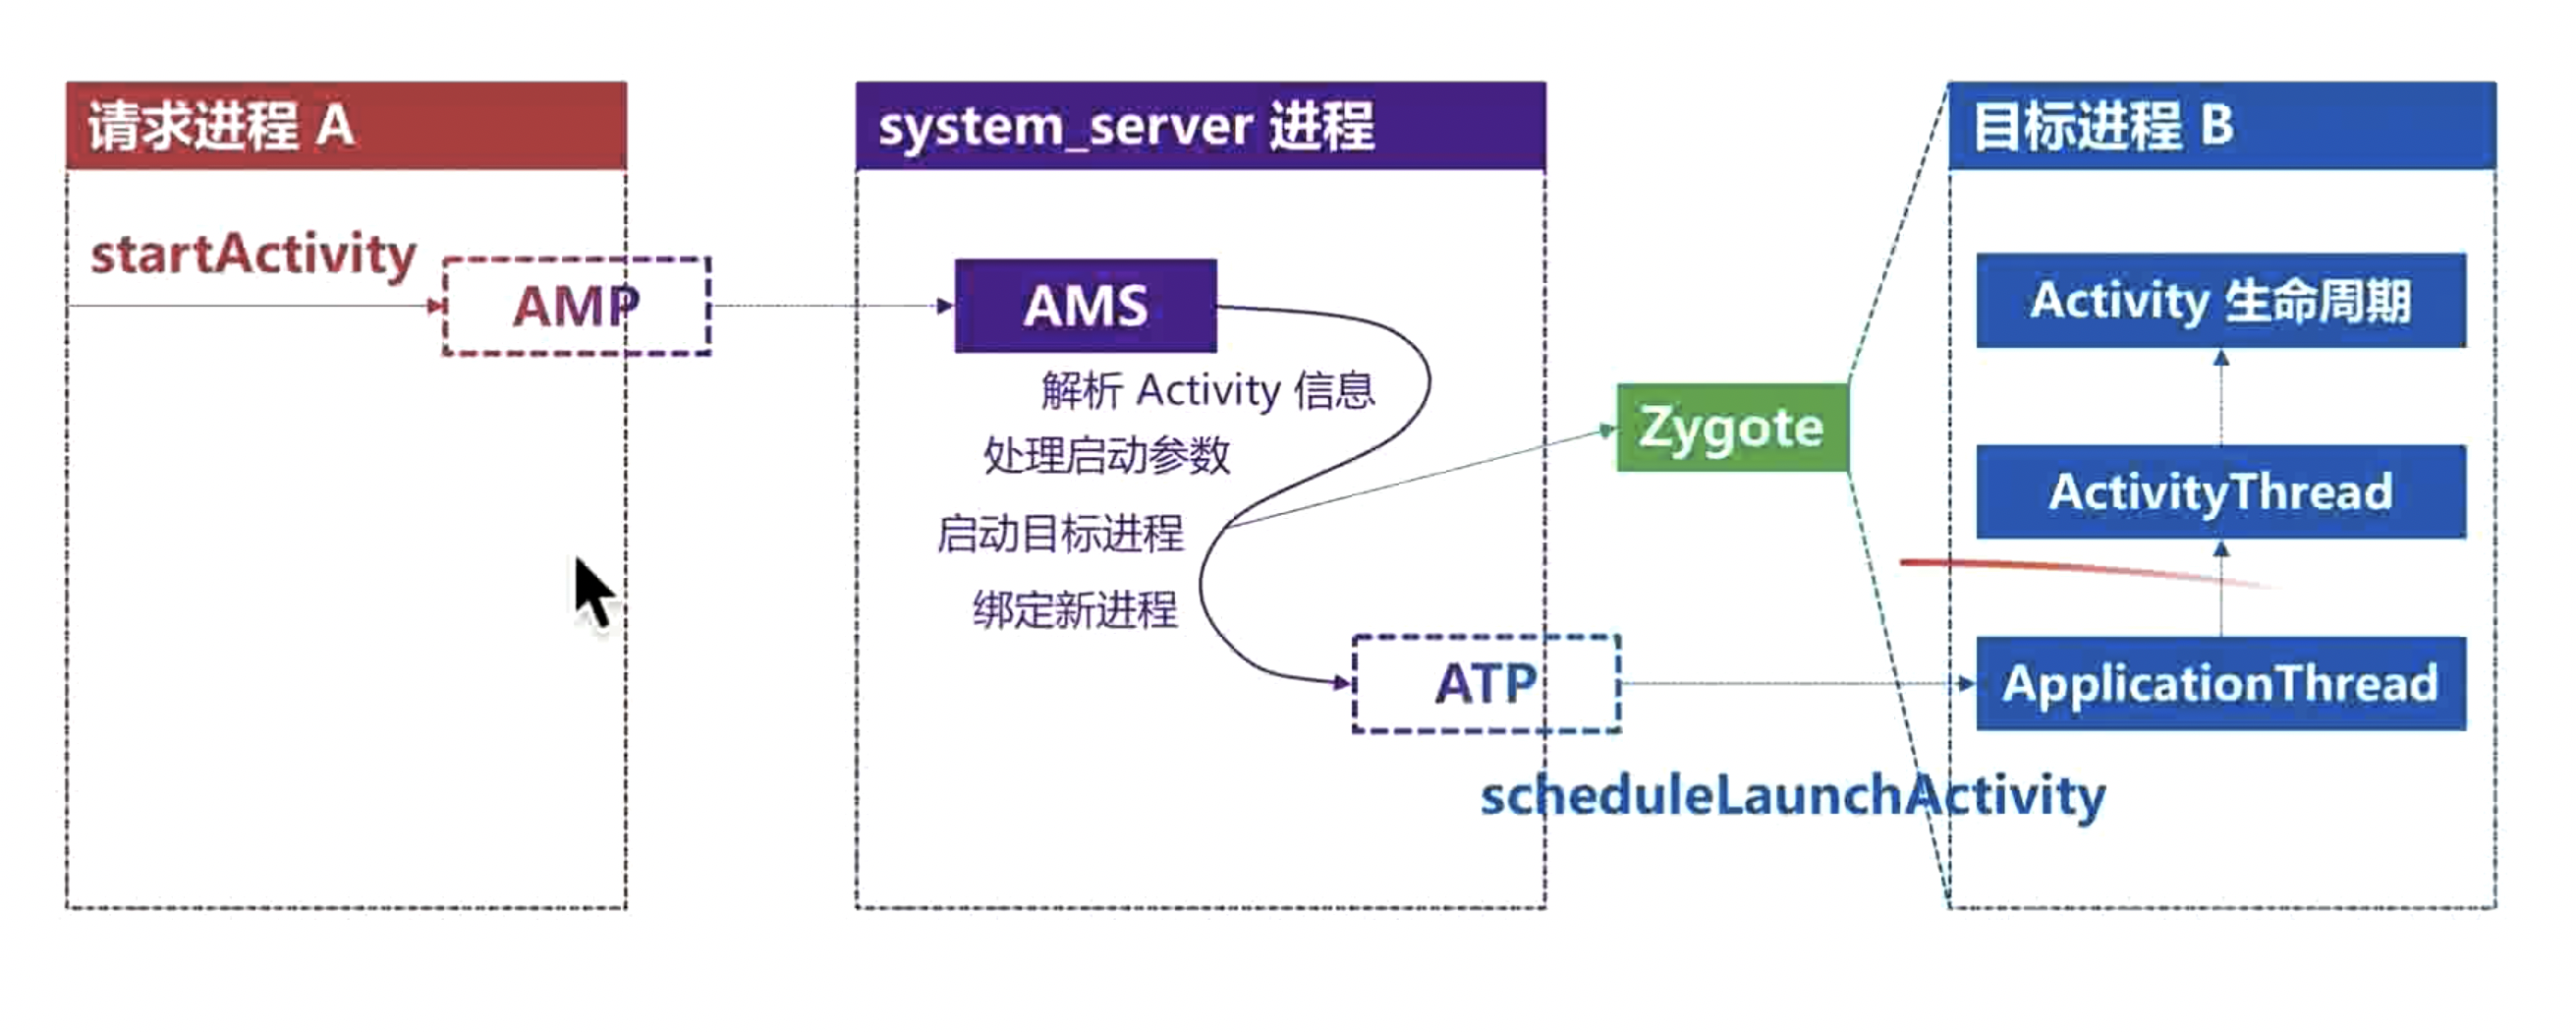 请求进程 A
startActivity
AMP
system_server 进程
AMS
解析 Activity 信息
处理启动参数
启动目标进程
绑定新进程
ATP
scheduleLaunchActivity
Zygote
目标进程 B
Activity 生命周期
ActivityThread
ApplicationThread